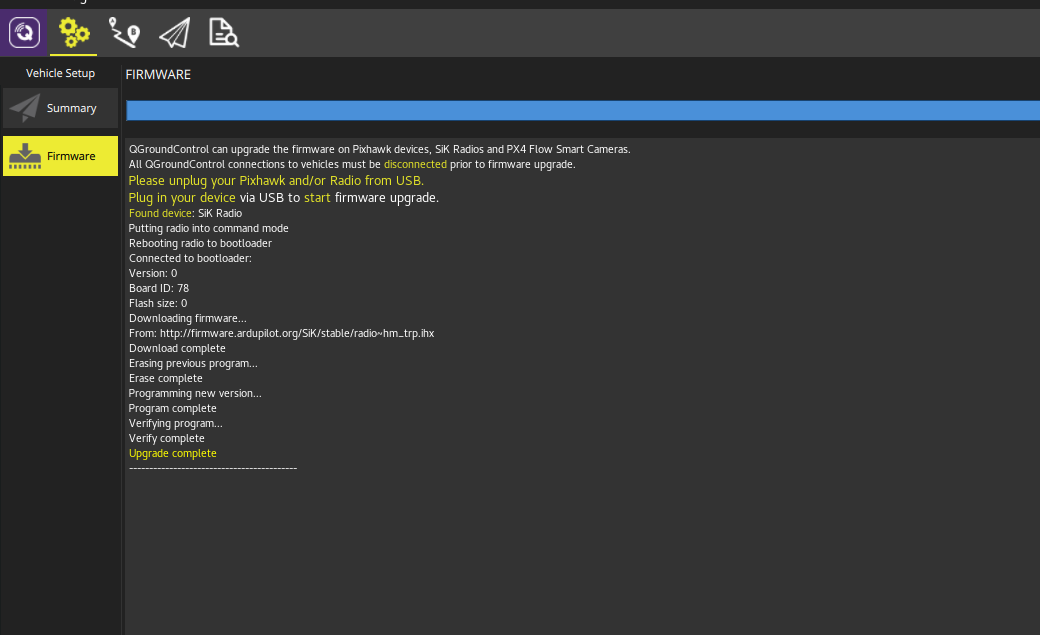 Vehicle Setup
FIRMWARE
Summary
Firmware
QGroundControl can upgrade the firmware on Pixhawk devices, SiK Radios and PX4 Flow Smart Cameras.
All QGroundControl connections to vehicles must be disconnected prior to firmware upgrade.
Please unplug your Pixhawk and/or Radio from USB.
Plug in your device via USB to start firmware upgrade.
Found device: SiK Radio
Putting radio into command mode
Rebooting radio to bootloader
Connected to bootloader:
Version: 0
Board ID: 78
Flash size: 0
Downloading firmware...
From: http://firmware.ardupilot.org/SiK/stable/radio~hm_trp.ihx
Download complete
Erasing previous program...
Erase complete
Programming new version...
Program complete
Verifying program...
Verify complete
Upgrade complete
------------------------------------------